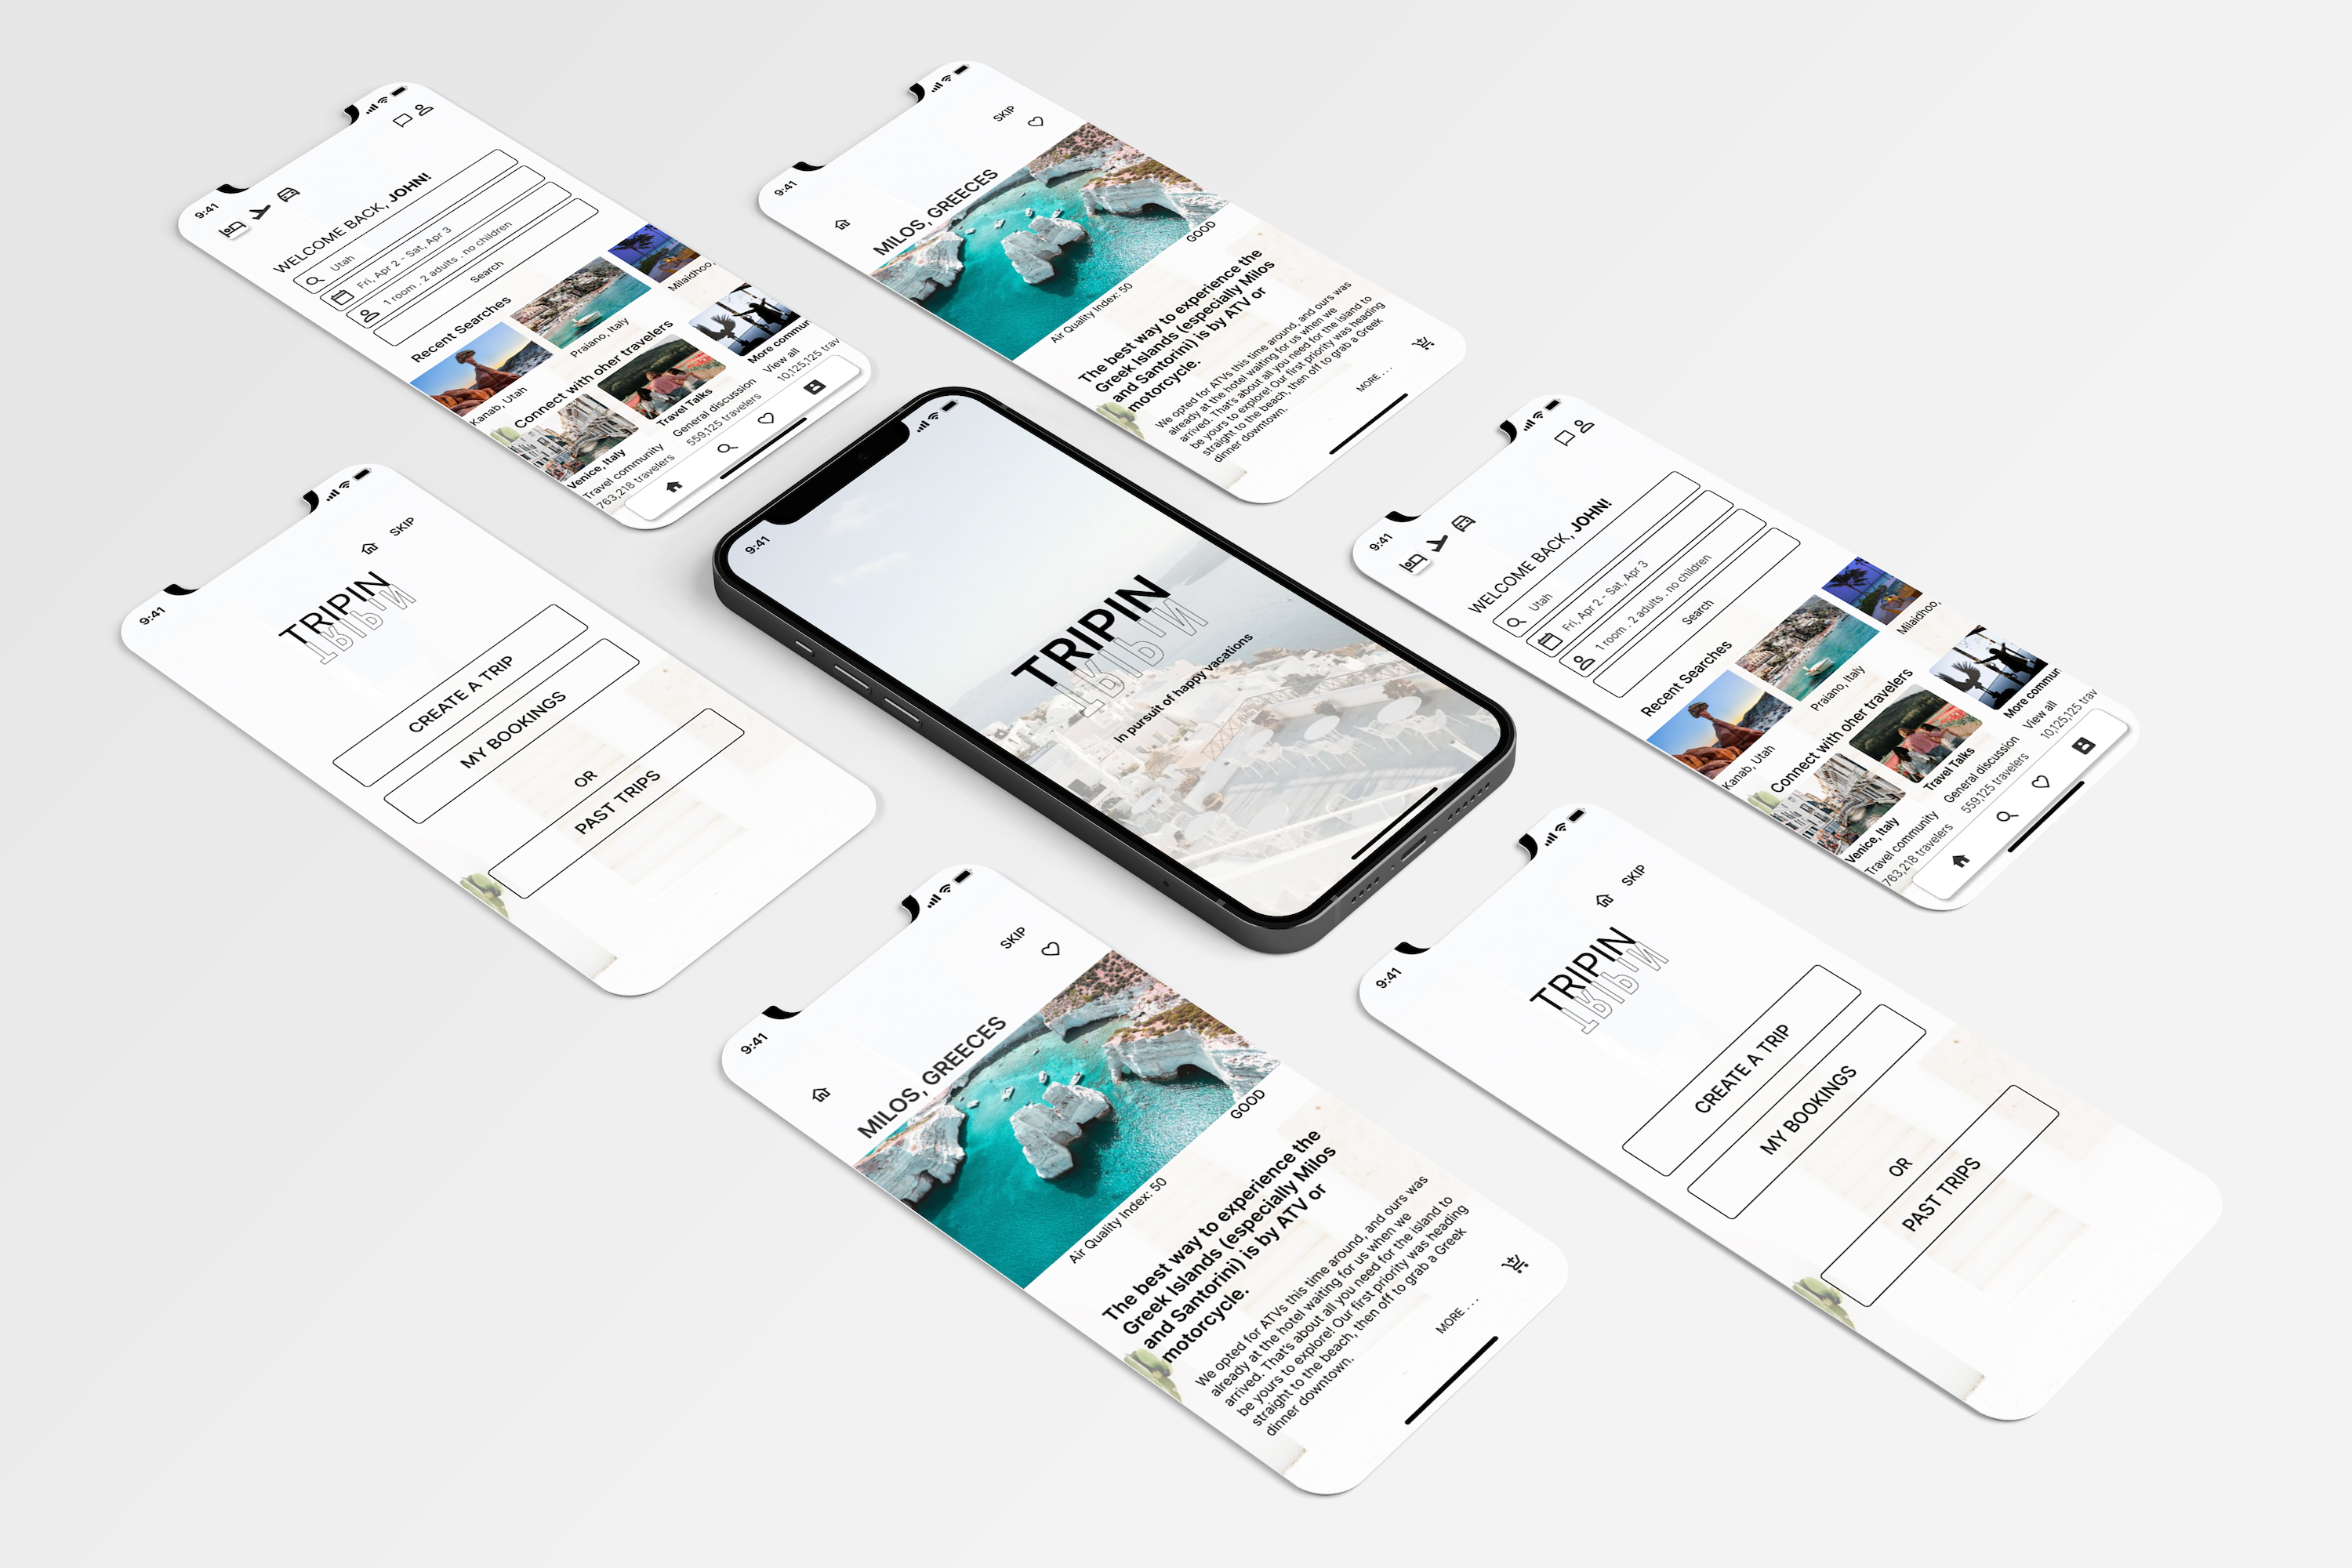 9:41
WELCOME BACK, JOHN!
Utah
Fri, Apr 2 - Sat, Apr 3
1 room . 2 adults . no children
Search
Recent Searches
Kanab, Utah
Praiano, Italy
Milaidhoo,
Connect with oher travelers
Venice, Italy
Travel community
763,218 travelers
Travel Talks
General discussion
559,125 travelers
More commun
View all
10,125,125 trav
9:41
SKIP
MILOS, GREECES
Air Quality Index: 50
GOOD
The best way to experience the
Greek Islands (especially Milos
and Santorini) is by ATV or
motorcycle.
We opted for ATVs this time around, and ours was
already at the hotel waiting for us when we
arrived. That's about all you need for the island to
be yours to explore! Our first priority was heading
straight to the beach, then off to grab a Greek
dinner downtown.
MORE . . .
9:41
SKIP
TRIPIN
TRIPIN
CREATE A TRIP
MY BOOKINGS
OR
PAST TRIPS
9:41
TRIPIN
TRIPIN
In pursuit of happy vacations
9:41
WELCOME BACK, JOHN!
Utah
Fri, Apr 2 - Sat, Apr 3
1 room . 2 adults . no children
Search
Recent Searches
Kanab, Utah
Praiano, Italy
Milaidhoo,
Connect with oher travelers
Venice, Italy
Travel community
763,218 travelers
Travel Talks
General discussion
559,125 travelers
More commun
View all
10,125,125 trav
9:41
SKIP
MILOS, GREECES
Air Quality Index: 50
GOOD
The best way to experience the
Greek Islands (especially Milos
and Santorini) is by ATV or
motorcycle.
We opted for ATVs this time around, and ours was
already at the hotel waiting for us when we
arrived. That's about all you need for the island to
be yours to explore! Our first priority was heading
straight to the beach, then off to grab a Greek
dinner downtown.
MORE . . .
9:41
SKIP
TRIPIN
TRIPIN
CREATE A TRIP
MY BOOKINGS
OR
PAST TRIPS